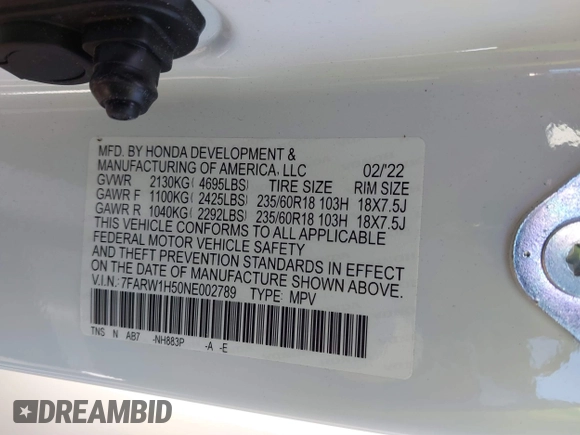 MFD. BY HONDA DEVELOPMENT &
MANUFACTURING OF AMERICA, LLC 02/'22
GVWR 2130KG( 4695LBS) TIRE SIZE RIM SIZE
GAWR F 1100KG( 2425LBS) 235/60R18 103H 18X7.5J
GAWR R 1040KG( 2292LBS) 235/60R18 103H 18X7.5J
THIS VEHICLE CONFORMS TO ALL APPLICABLE
FEDERAL MOTOR VEHICLE SAFETY
AND THEFT PREVENTION STANDARDS IN EFFECT
ON THE DATE OF MANUFACTURE SHOWN ABOVE.
V.I.N.: 7FARW1H50NE002789 TYPE: MPV
TNS N AB7 -NH883P -A -E
DREAMBID